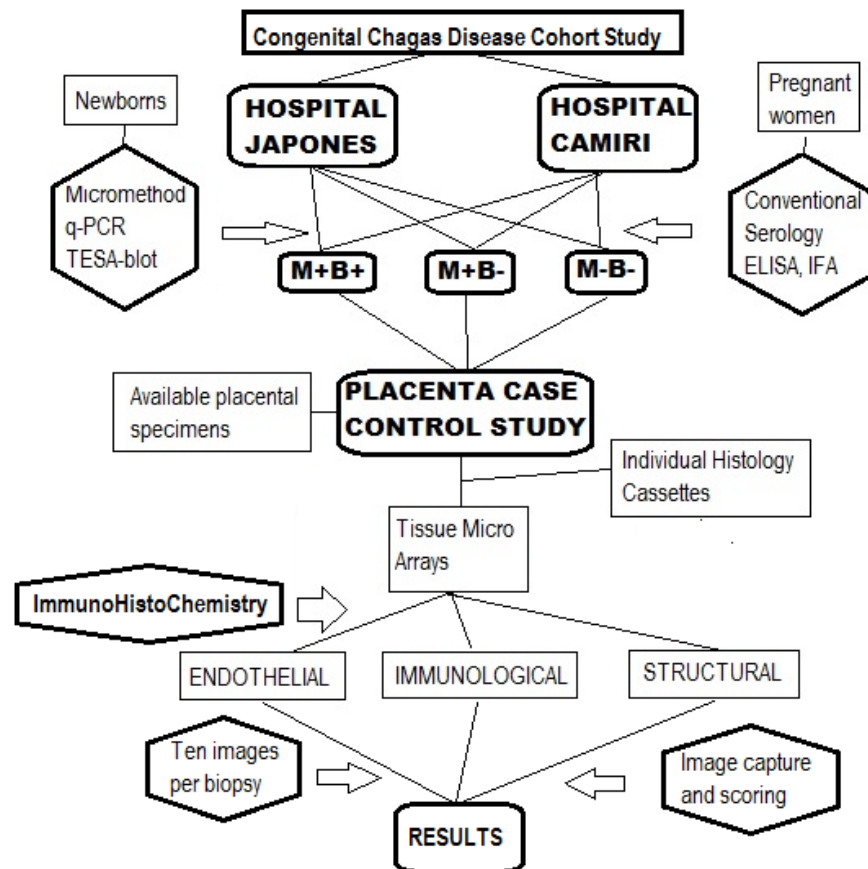 Congenital Chagas Disease Cohort Study
Newborns
HOSPITAL
JAPONES
HOSPITAL
CAMIRI
Pregnant
women
Micromethod
q-PCR
TESA-blot
Conventional
Serology
ELISA, IFA
M+B+
M+B-
M-B-
Available placental
specimens
PLACENTA CASE
CONTROL STUDY
Individual Histology
Cassettes
Tissue Micro
Arrays
ImmunoHistoChemistry
ENDOTHELIAL
IMMUNOLOGICAL
STRUCTURAL
Ten images
per biopsy
Image capture
and scoring
RESULTS